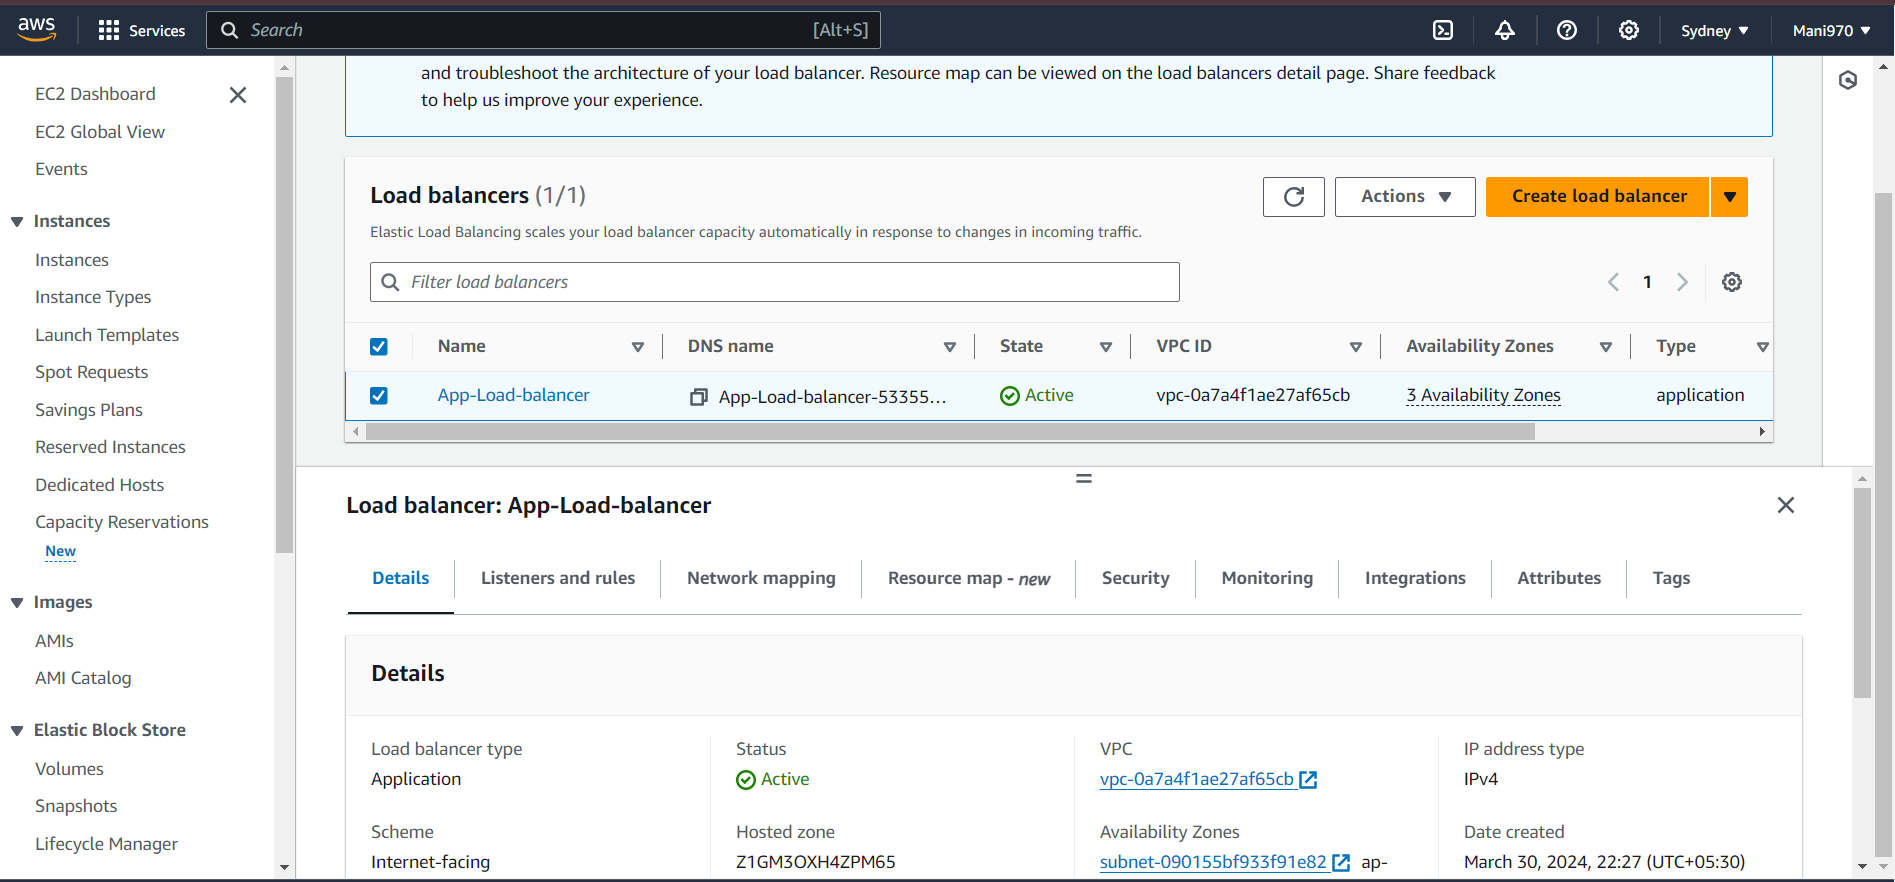 aws
Services
Search
[Alt+S]
Sydney
Mani970
EC2 Dashboard
EC2 Global View
Events
Instances
Instances
Instance Types
Launch Templates
Spot Requests
Savings Plans
Reserved Instances
Dedicated Hosts
Capacity Reservations
New
Images
AMIs
AMI Catalog
Elastic Block Store
Volumes
Snapshots
Lifecycle Manager
and troubleshoot the architecture of your load balancer. Resource map can be viewed on the load balancers detail page. Share feedback
to help us improve your experience.
Load balancers (1/1)
Actions
Create load balancer
Elastic Load Balancing scales your load balancer capacity automatically in response to changes in incoming traffic.
Filter load balancers
1
Name DNS name State VPC ID Availability Zones Type
App-Load-balancer App-Load-balancer-53355... Active vpc-0a7a4f1ae27af65cb 3 Availability Zones application
Load balancer: App-Load-balancer
Details Listeners and rules Network mapping Resource map - new Security Monitoring Integrations Attributes Tags
Details
Load balancer type
Application
Status
Active
VPC
vpc-0a7a4f1ae27af65cb
IP address type
IPv4
Scheme
Internet-facing
Hosted zone
Z1GM3OXH4ZPM65
Availability Zones
subnet-090155bf933f91e82 ap-
Date created
March 30, 2024, 22:27 (UTC+05:30)